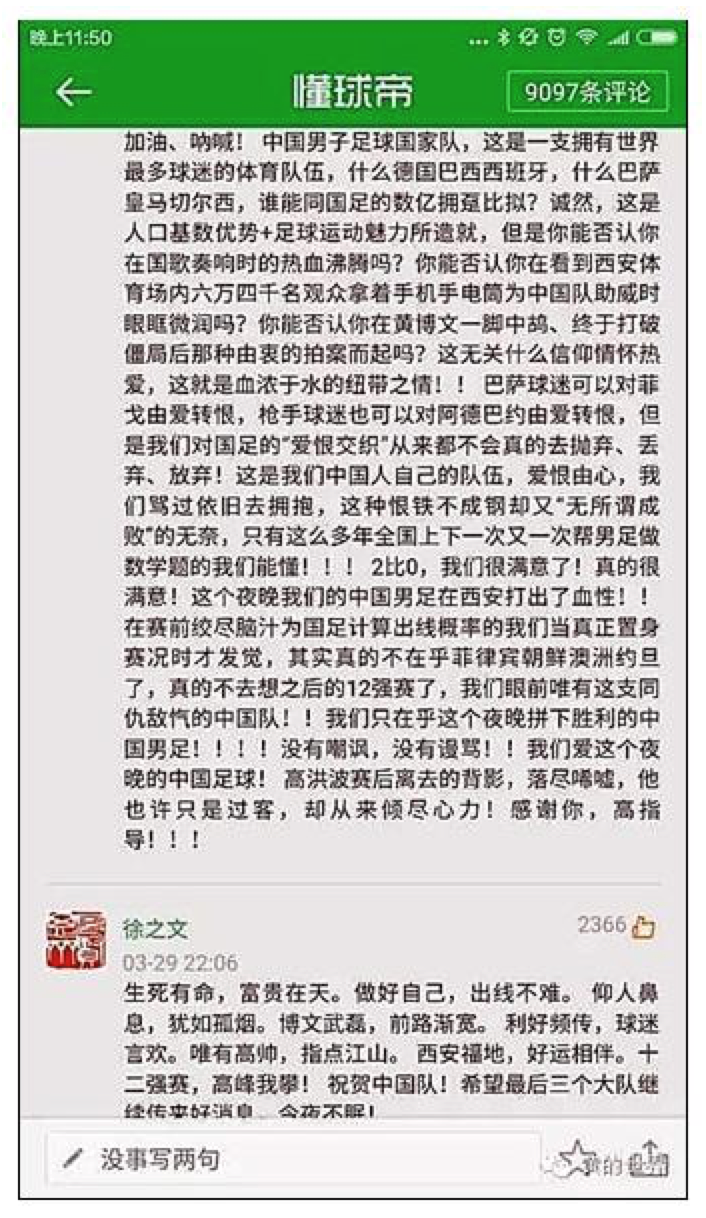 晚上11:50
懂球帝
9097条评论
加油、呐喊！ 中国男子足球国家队，这是一支拥有世界
最多球迷的体育队伍，什么德国巴西西班牙，什么巴萨
皇马切尔西，谁能同国足的数亿拥趸比拟？诚然，这是
人口基数优势+足球运动魅力所造就，但是你能否认你
在国歌奏响时的热血沸腾吗？你能否认你在看到西安体
育场内六万四千名观众拿着手机手电筒为中国队助威时
眼眶微润吗？你能否认你在黄博文一脚中鸪、终于打破
僵局后那种由衷的拍案而起吗？这无关什么信仰情怀热
爱，这就是血浓于水的纽带之情！！ 巴萨球迷可以对菲
戈由爱转恨，枪手球迷也可以对阿德巴约由爱转恨，但
是我们对国足的“爱恨交织”从来都不会真的去抛弃、丢
弃、放弃！这是我们中国人自己的队伍，爱恨由心，我
们骂过依旧去拥抱，这种恨铁不成钢却又“无所谓成
败”的无奈，只有这么多年全国上下一次又一次帮男足做
数学题的我们能懂！！！ 2比0，我们很满意了！真的很
满意！这个夜晚我们的中国男足在西安打出了血性！！
在赛前绞尽脑汁为国足计算出线概率的我们当真正置身
赛况时才发觉，其实真的不在乎菲律宾朝鲜澳洲约旦
了，真的不去想之后的12强赛了，我们眼前唯有这支同
仇敌忾的中国队！！我们只在乎这个夜晚拼下胜利的中
国男足！！！！没有嘲讽，没有谩骂！！我们爱这个夜
晚的中国足球！ 高洪波赛后离去的背影，落尽唏嘘，他
也许只是过客，却从来倾尽心力！感谢你，高指
导！！！
徐之文
2366
03-29 22:06
生死有命，富贵在天。做好自己，出线不难。 仰人鼻
息，犹如孤烟。博文武磊，前路渐宽。 利好频传，球迷
言欢。唯有高帅，指点江山。 西安福地，好运相伴。十
二强赛，高峰我攀！ 祝贺中国队！希望最后三个大队继
续传来好消息，今夜不眠！
没事写两句